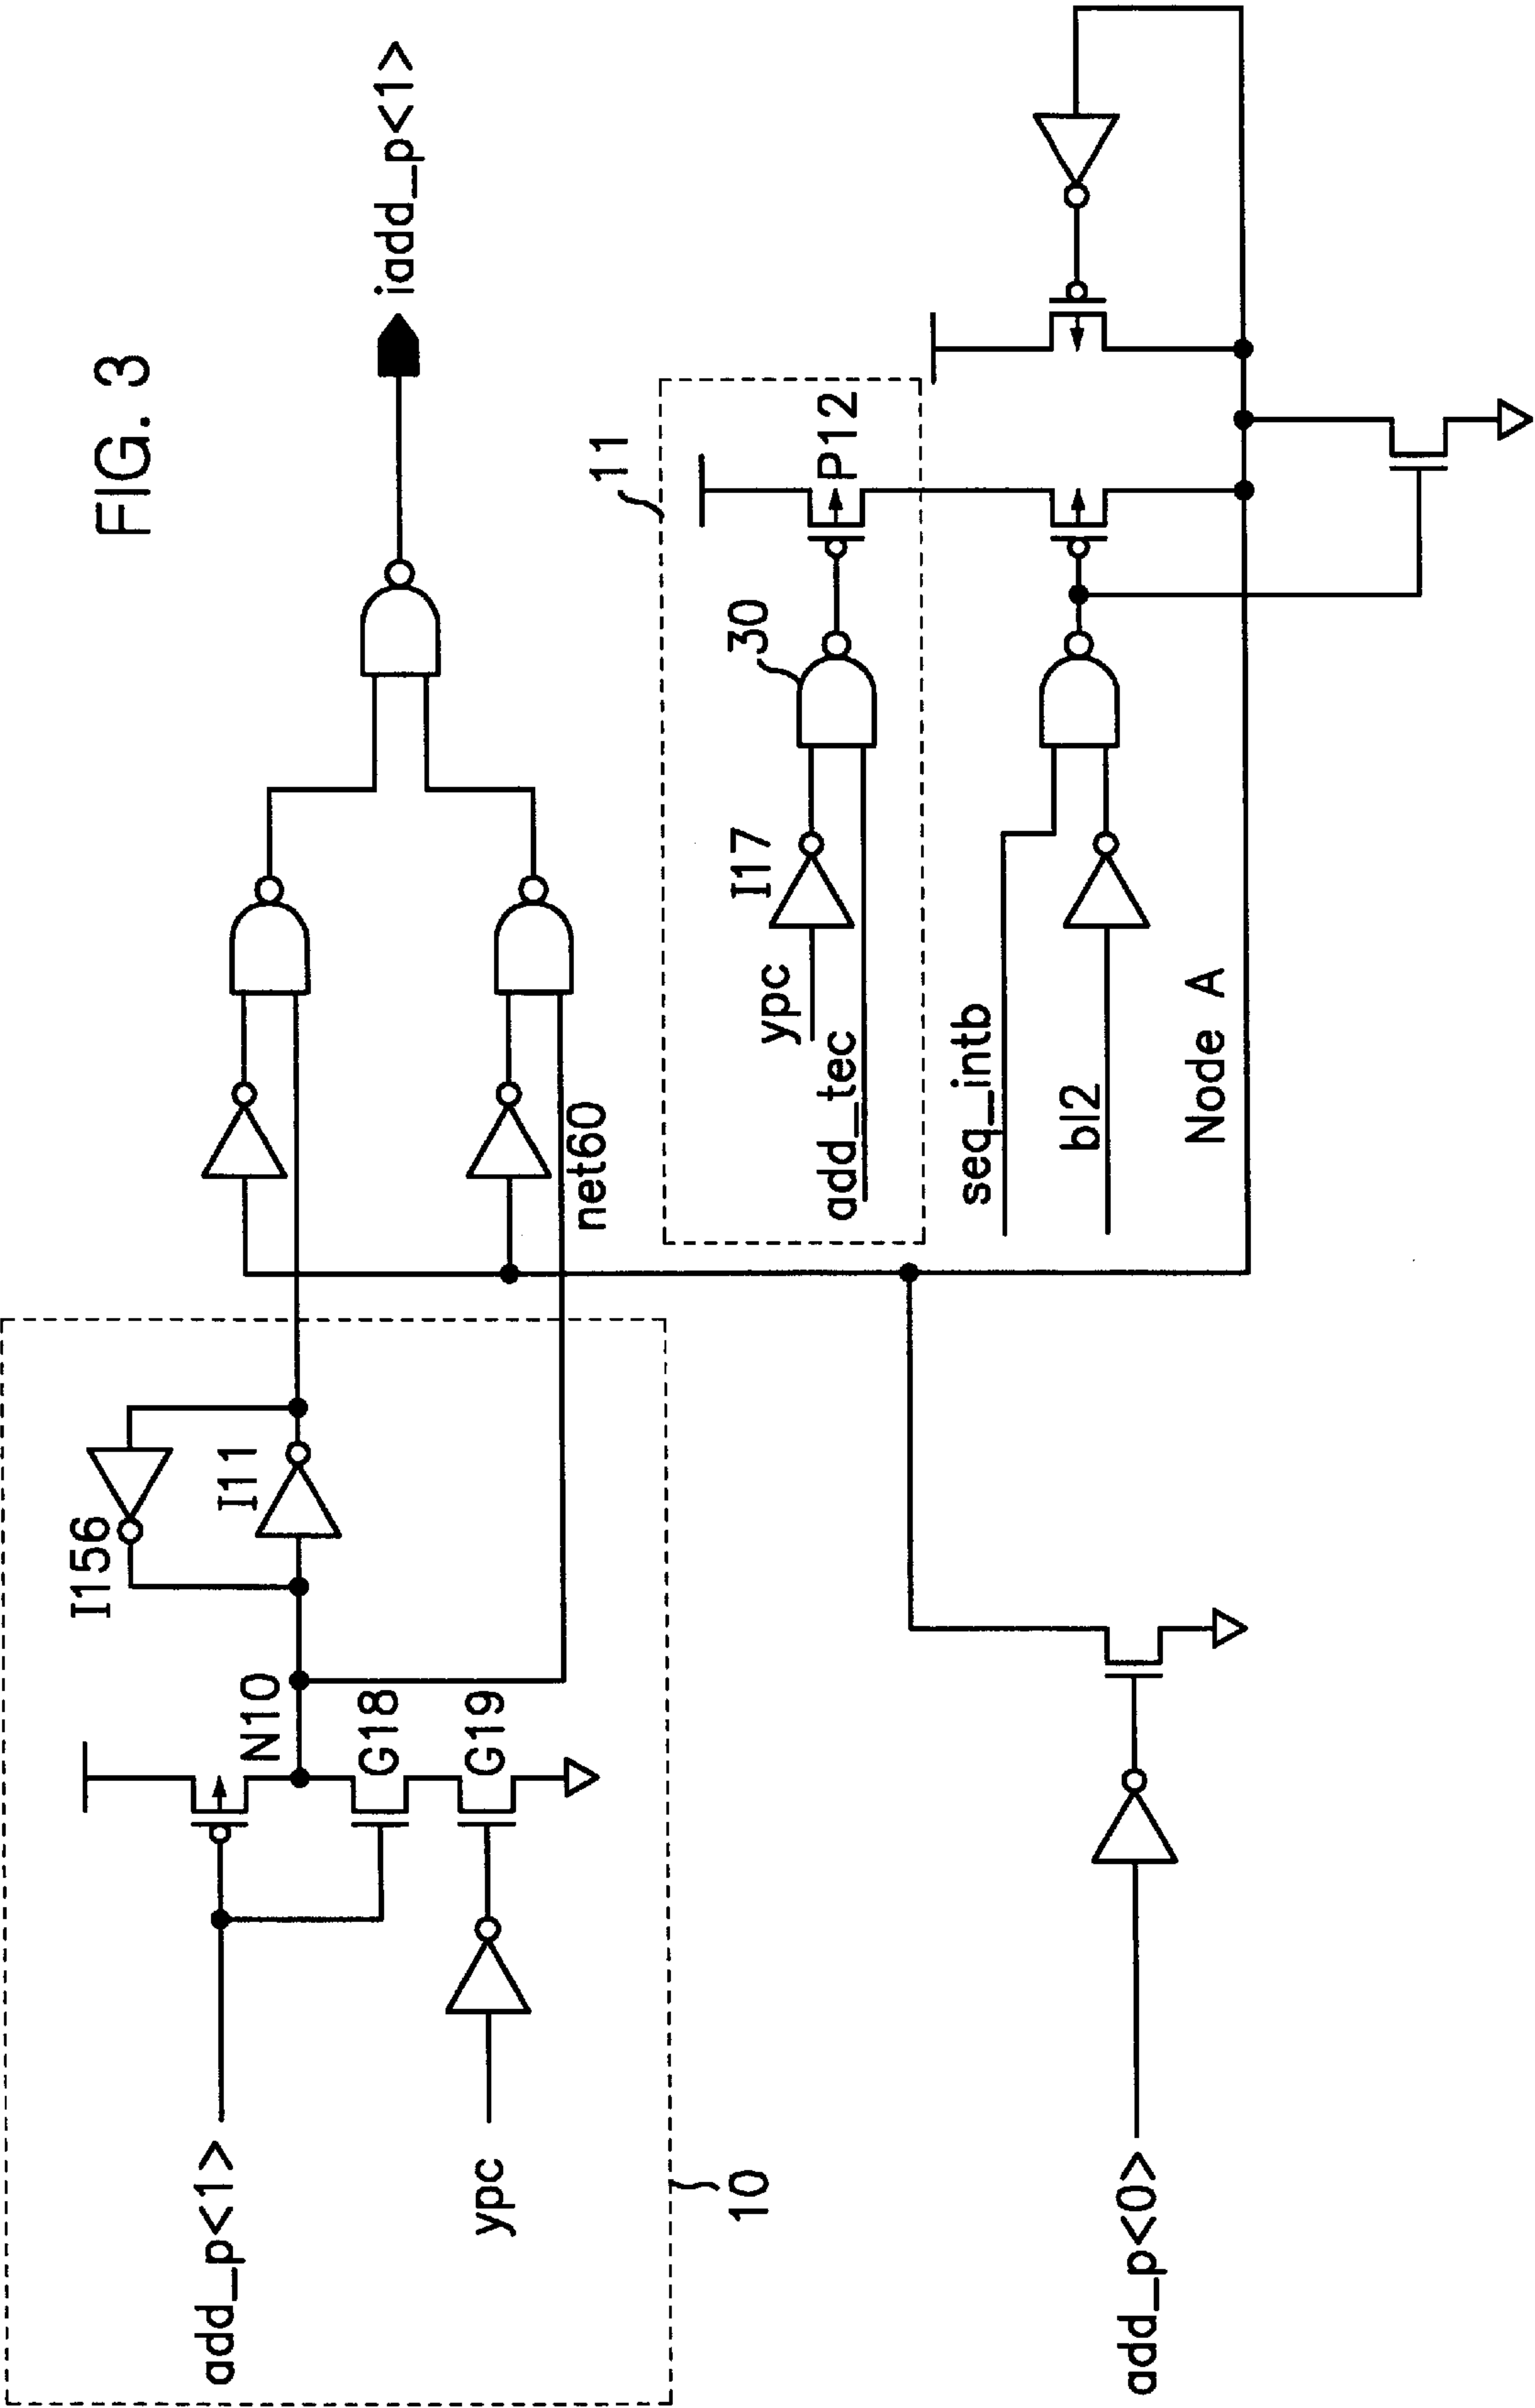 FIG. 3
I156
I11
N10
add_p<1>
G18
G19
ypc
10
net60
iadd_p<1>
11
P12
30
I17
ypc
add_tec
seq_intb
bl2
Node A
add_p<0>